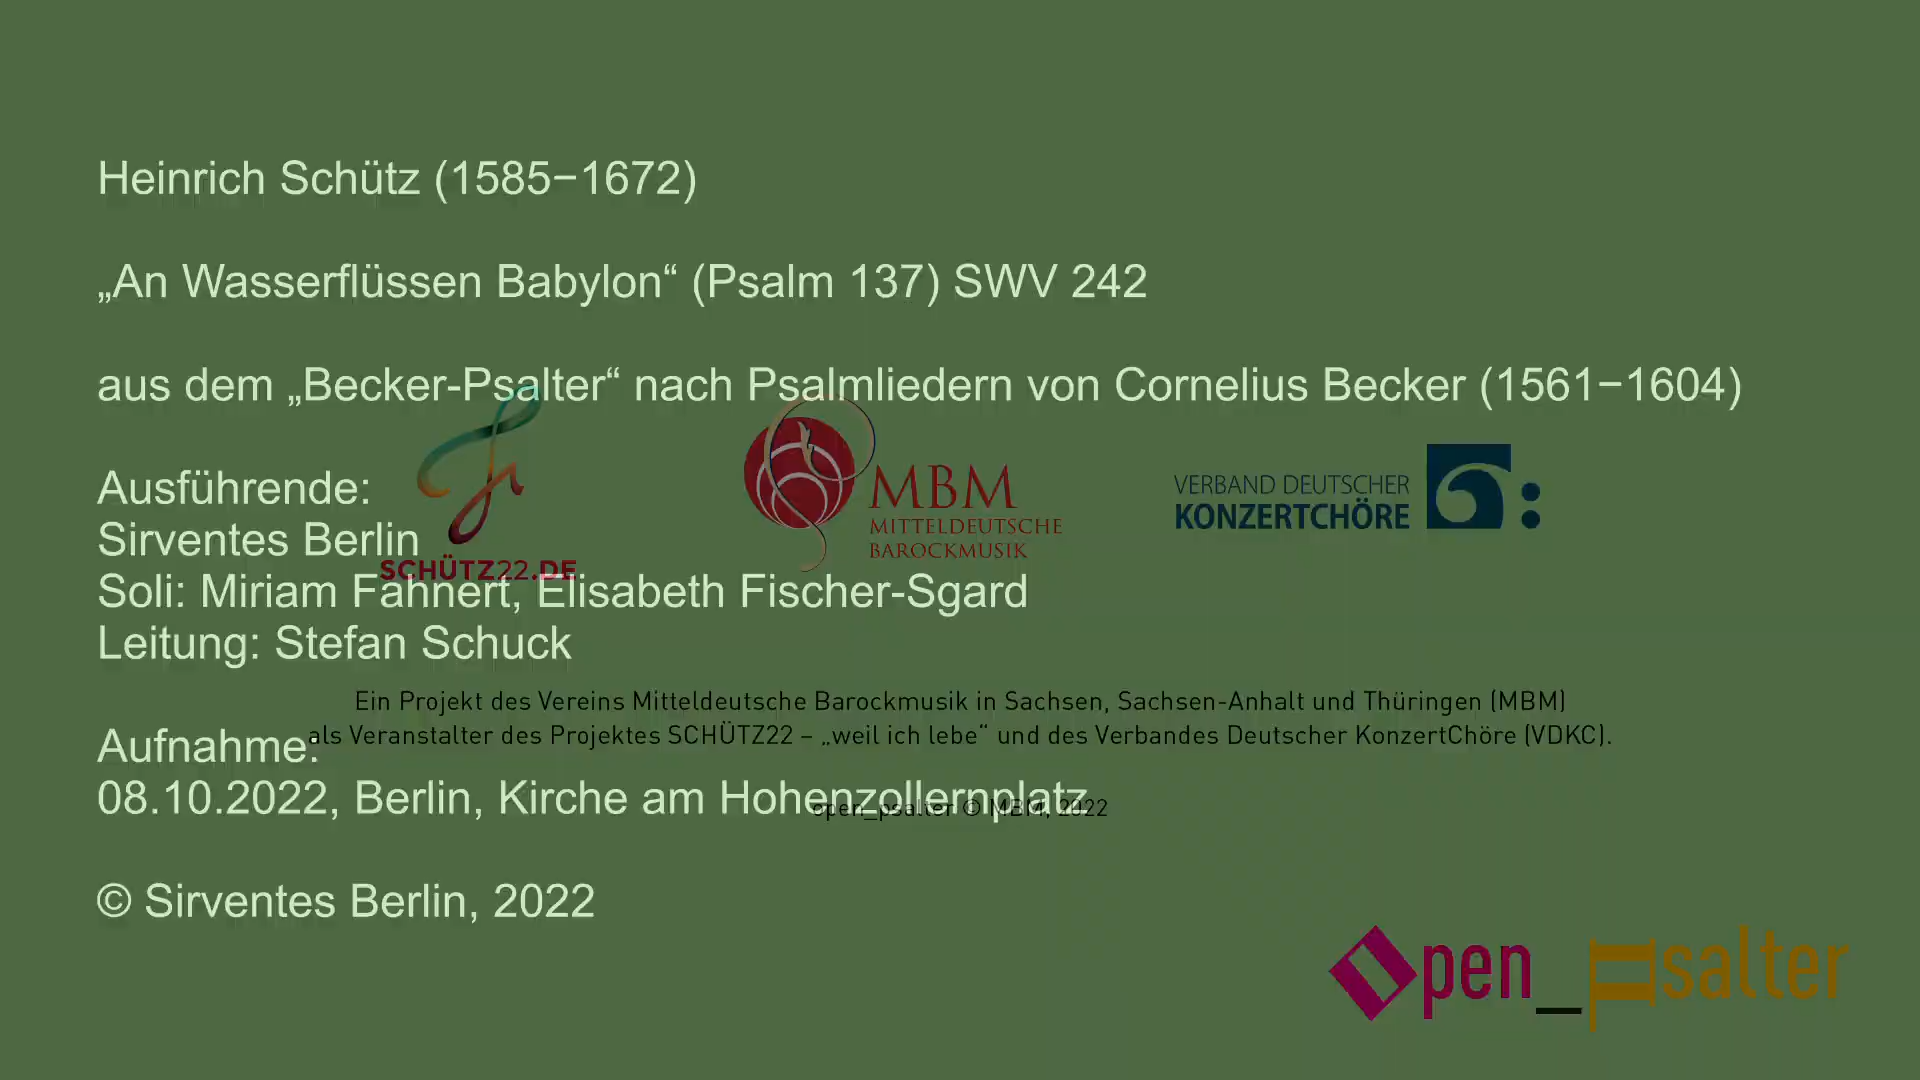 Heinrich Schütz (1585−1672)
„An Wasserflüssen Babylon“ (Psalm 137) SWV 242
aus dem „Becker-Psalter“ nach Psalmliedern von Cornelius Becker (1561−1604)
Ausführende:
Sirventes Berlin
Soli: Miriam Fahnert, Elisabeth Fischer-Sgard
Leitung: Stefan Schuck
Aufnahme:
08.10.2022, Berlin, Kirche am Hohenzollernplatz
© Sirventes Berlin, 2022
SCHÜTZ22.DE
MBM
MITTELDEUTSCHE
BAROCKMUSIK
VERBAND DEUTSCHER
KONZERTCHÖRE
Ein Projekt des Vereins Mitteldeutsche Barockmusik in Sachsen, Sachsen-Anhalt und Thüringen (MBM)
als Veranstalter des Projektes SCHÜTZ22 – „weil ich lebe“ und des Verbandes Deutscher KonzertChöre (VDKC).
open_psalter © MBM, 2022
Open_Psalter